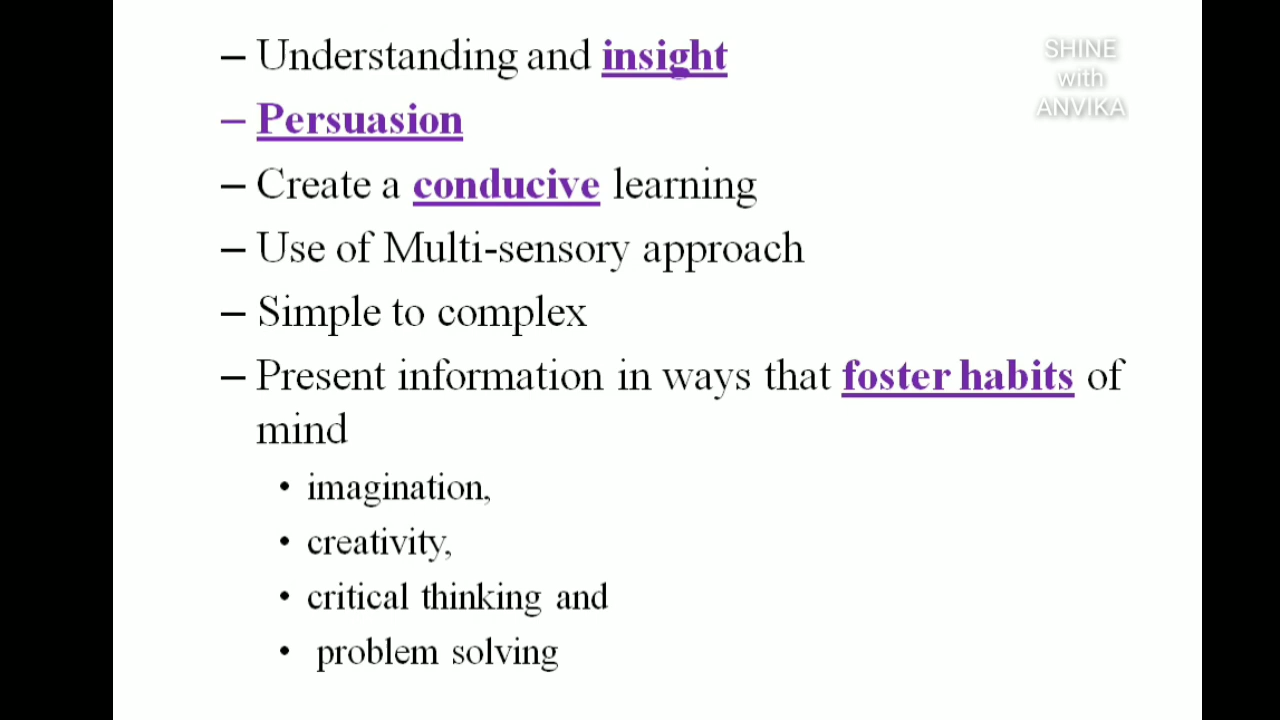 – Understanding and insight
– Persuasion
– Create a conducive learning
– Use of Multi-sensory approach
– Simple to complex
– Present information in ways that foster habits of
mind
• imagination,
• creativity,
• critical thinking and
• problem solving
SHINE
with
ANVIKA